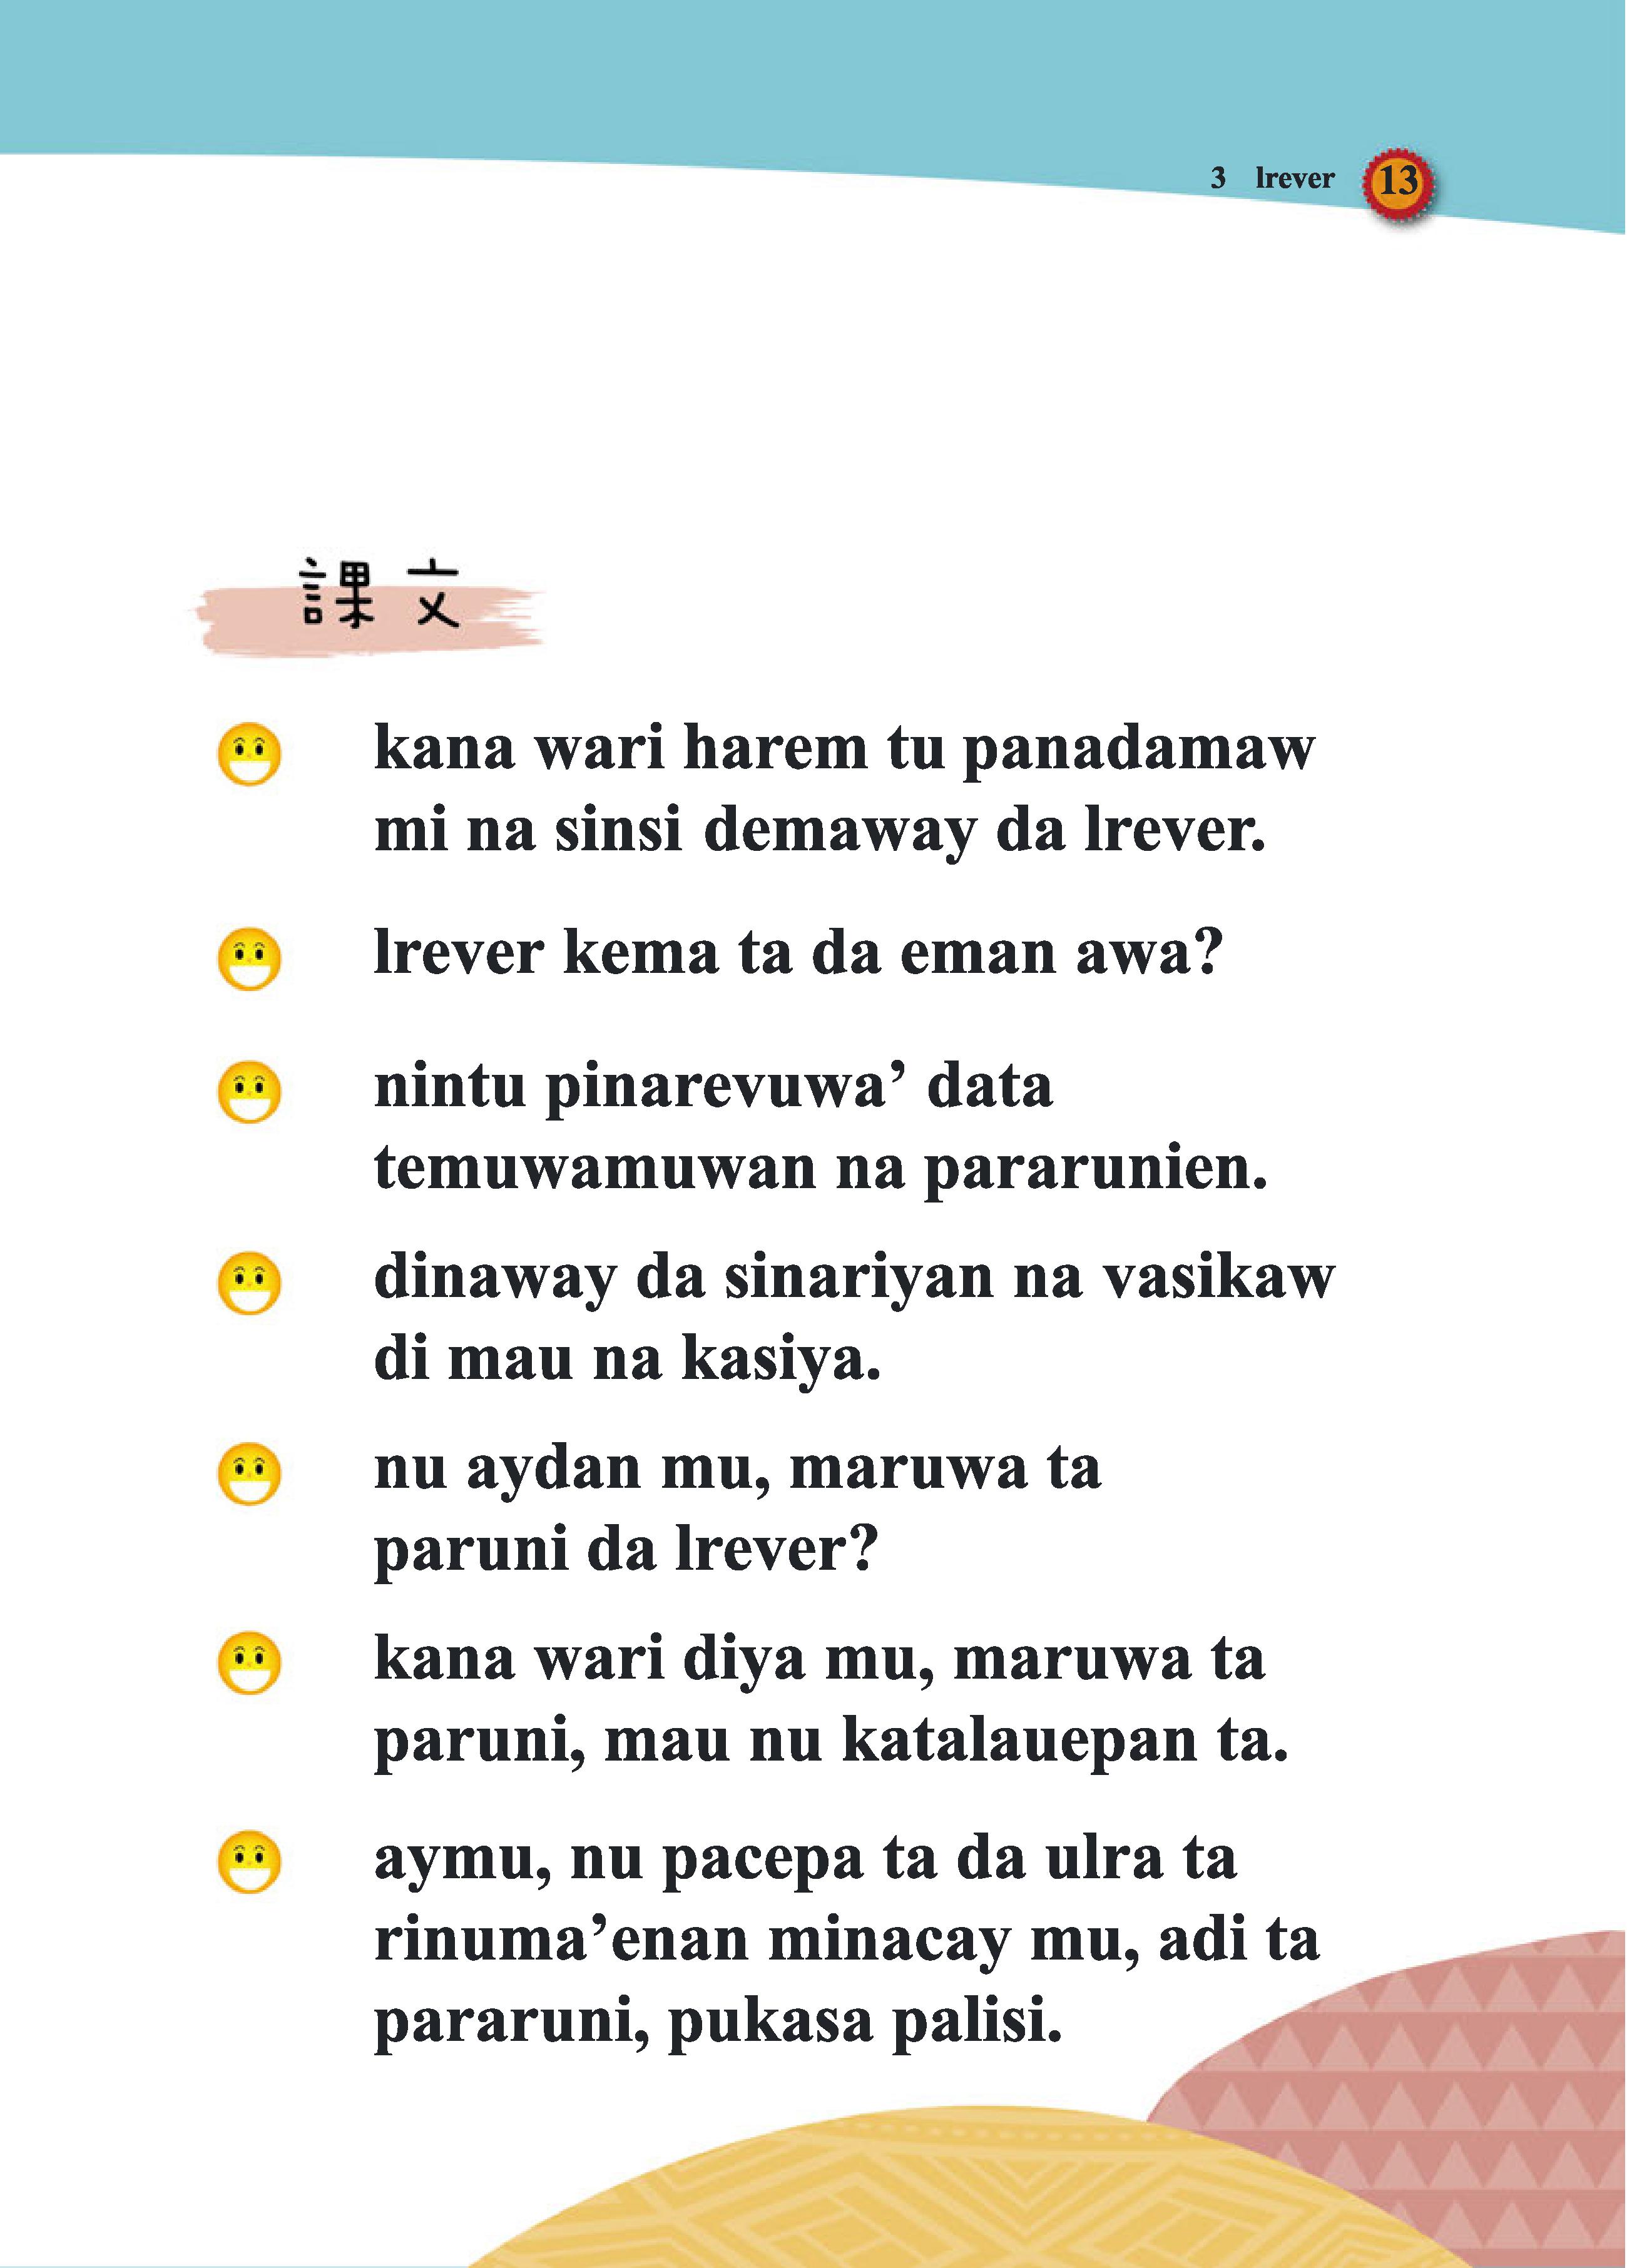 3 lrever 13
課文
kana wari harem tu panadamaw
mi na sinsi demaway da lrever.
lrever kema ta da eman awa?
nintu pinarevuwa’ data
temuwamuwan na pararunien.
dinaway da sinariyan na vasikaw
di mau na kasiya.
nu aydan mu, maruwa ta
paruni da lrever?
kana wari diya mu, maruwa ta
paruni, mau nu katalauepan ta.
aymu, nu pacepa ta da ulra ta
rinuma’enan minacay mu, adi ta
pararuni, pukasa palisi.